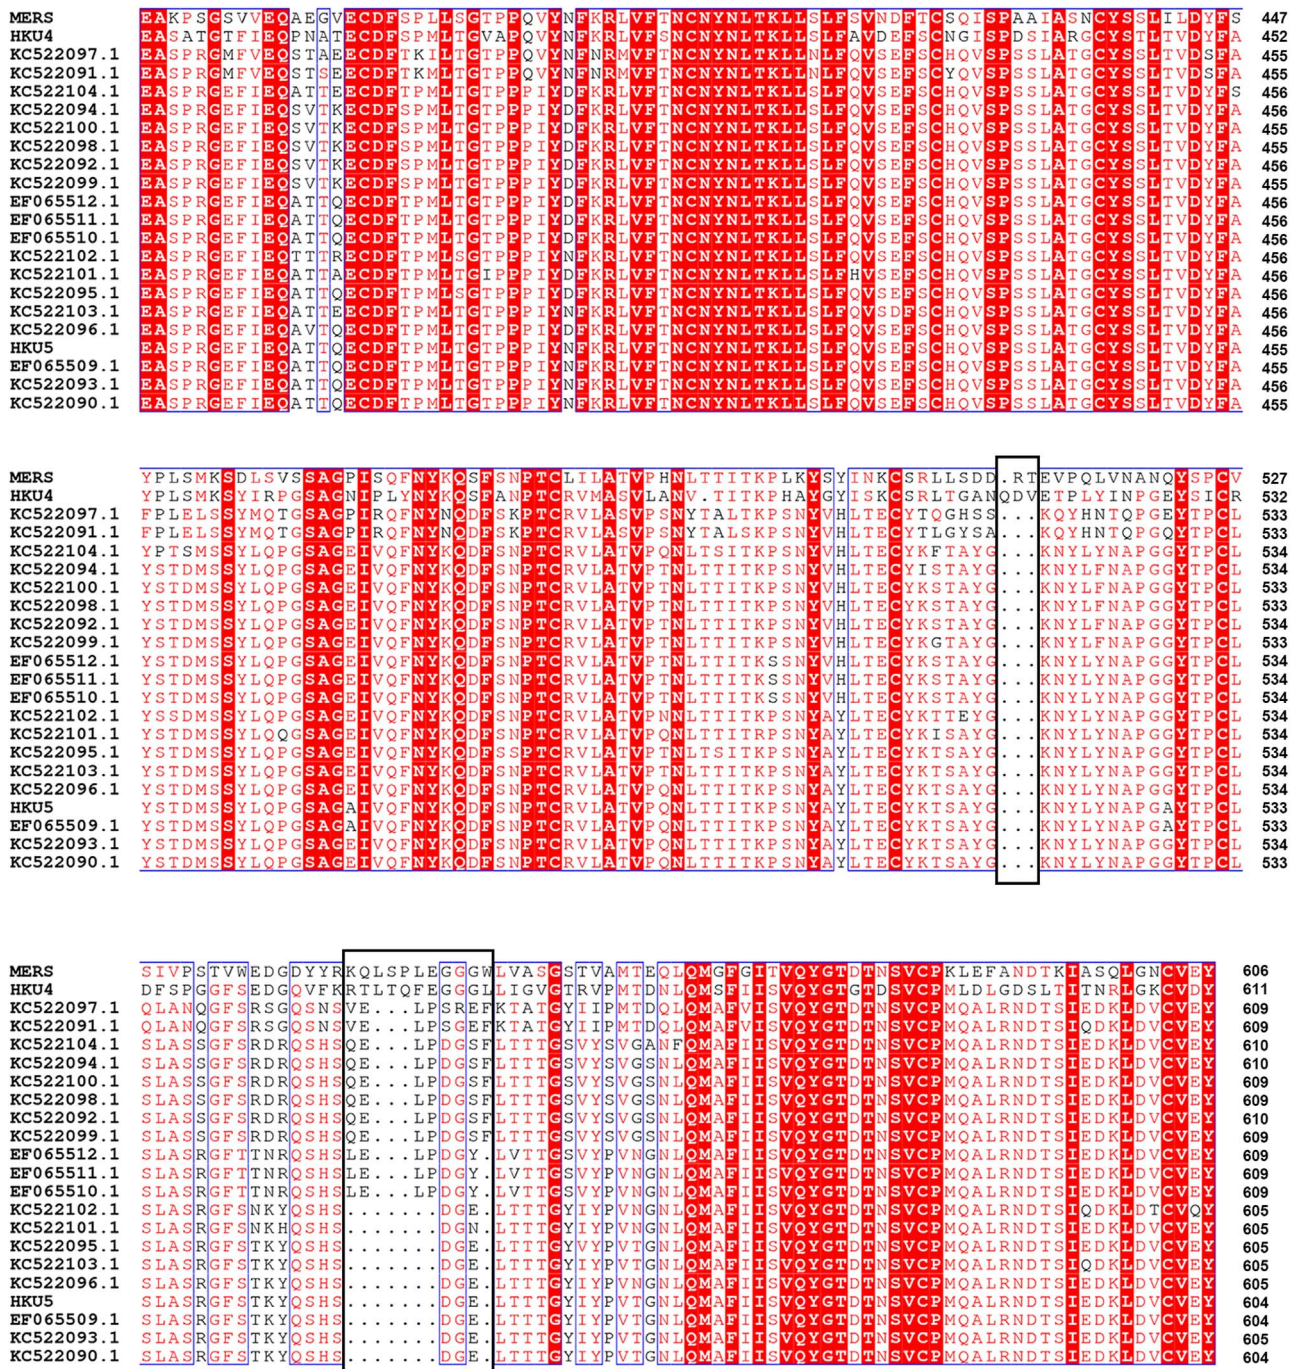 MERS EAKPSGSVVEQAEGVECDFSPLLSGTPPQVYNFKRLVFTNCNYNLTKLLSLFSVNDFTCSQISPAAIASNCYSSLILDYFS 447
HKU4 EASATGTFIEQPNATECDFSPMLTGVAPQVYNFKRLVFSNCNYNLTKLLSLFAVDEFSCNGISPDSIARGCYSTLTVDYFA 452
KC522097.1 EASPRGMFVEQSTAEECDFTKILTGTPPQVYNFNRMVFTNCNYNLTKLLSLFQVSEFSCHQVSPSSLATGCYSSLTVDSFA 455
KC522091.1 EASPRGMFVEQSTSEECDFTKMLTGTPPQVYNFNRMVFTNCNYNLTKLLNLFQVSEFSCYQVSPSSLATGCYSSLTVDSFA 455
KC522104.1 EASPRGEFIEQATTEECDFTPMLTGTPPPIYDFKRLVFTNCNYNLTKLLSLFQVSEFSCHQVSPSSLATGCYSSLTVDYFS 456
KC522094.1 EASPRGEFIEQSVTKECDFSPMLTGTPPPIYDFKRLVFTNCNYNLTKLLSLFQVSEFSCHQVSPSSLATGCYSSLTVDYFA 456
KC522100.1 EASPRGEFIEQSVTKECDFSPMLTGTPPPIYDFKRLVFTNCNYNLTKLLSLFQVSEFSCHQVSPSSLATGCYSSLTVDYFA 455
KC522098.1 EASPRGEFIEQSVTKECDFSPMLTGTPPPIYDFKRLVFTNCNYNLTKLLSLFQVSEFSCHQVSPSSLATGCYSSLTVDYFA 455
KC522092.1 EASPRGEFIEQSVTKECDFSPMLTGTPPPIYDFKRLVFTNCNYNLTKLLSLFQVSEFSCHQVSPSSLATGCYSSLTVDYFA 456
KC522099.1 EASPRGEFIEQSVTKECDFSPMLTGTPPPIYDFKRLVFTNCNYNLTKLLSLFQVSEFSCHQVSPSSLATGCYSSLTVDYFA 455
EF065512.1 EASPRGEFIEQATTQECDFTPMLTGTPPPIYDFKRLVFTNCNYNLTKLLSLFQVSEFSCHQVSPSSLATGCYSSLTVDYFA 456
EF065511.1 EASPRGEFIEQATTQECDFTPMLTGTPPPIYDFKRLVFTNCNYNLTKLLSLFQVSEFSCHQVSPSSLATGCYSSLTVDYFA 456
EF065510.1 EASPRGEFIEQATTQECDFTPMLTGTPPPIYDFKRLVFTNCNYNLTKLLSLFQVSEFSCHQVSPSSLATGCYSSLTVDYFA 456
KC522102.1 EASPRGEFIEQTTTRECDFTPMLTGTPPPIYNFKRLVFTNCNYNLTKLLSLFQVSEFSCHQVSPSSLATGCYSSLTVDYFA 456
KC522101.1 EASPRGEFIEQATTAECDFTPMLTGIPPPIYDFKRLVFTNCNYNLTKLLSLFHVSEFSCHQVSPSSLATGCYSSLTVDYFA 456
KC522095.1 EASPRGEFIEQATTQECDFTPMLSGTPPPIYDFKRLVFTNCNYNLTKLLSLFQVSEFSCHQVSPSSLATGCYSSLTVDYFA 456
KC522103.1 EASPRGEFIEQATTECDFTPMLTGTPPPIYNFKRLVFTNCNYNLTKLLSLFQVSDFSCHQVSPSSLATGCYSSLTVDYFA 456
KC522096.1 EASPRGEFIEQAVTQECDFTPMLTGTPPPIYNFKRLVFTNCNYNLTKLLSLFQVSEFSCHQVSPSSLATGCYSSLTVDYFA 456
HKU5 EASPRGEFIEQATTQECDFTPMLTGTPPPIYNFKRLVFTNCNYNLTKLLSLFQVSEFSCHQVSPSSLATGCYSSLTVDYFA 455
EF065509.1 EASPRGEFIEQATTQECDFTPMLTGTPPPIYNFKRLVFTNCNYNLTKLLSLFQVSEFSCHQVSPSSLATGCYSSLTVDYFA 455
KC522093.1 EASPRGEFIEQATTQECDFTPMLTGTPPPIYNFKRLVFTNCNYNLTKLLSLFQVSEFSCHQVSPSSLATGCYSSLTVDYFA 456
KC522090.1 EASPRGEFIEQATTQECDFTPMLTGTPPPIYNFKRLVFTNCNYNLTKLLSLFQVSEFSCHQVSPSSLATGCYSSLTVDYFA 455
MERS YPLSMKSDLSVSSAGPISQFNYKQSFSNPTCLILATVPHNLTTITKPLKYSYINKCSRLLSDD.RTEVPQLVNANQYSPCV 527
HKU4 YPLSMKSYIRPGSAGNIPLYNYKQSFANPTCRVMASVLANV.TITKPHAYGYISKCSRLTGANQDVETPLYINPGEYSICR 532
KC522097.1 FPLELSSYMQTGSAGPIRQFNYNQDFSKPTCRVLASVPSNYTALTKPSNYVHLTECYTQGHSS...KQYHNTQPGEYTPCL 533
KC522091.1 FPLELSSYMQTGSAGPIRQFNYNQDFSKPTCRVLASVPSNYTALSKPSNYVHLTECYTLGYSA...KQYHNTQPGQYTPCL 533
KC522104.1 YPTSMSSYLQPGSAGEIVQFNYKQDFSNPTCRVLATVPQNLTSITKPSNYVHLTECYKFTAYG...KNYLYNAPGGYTPCL 534
KC522094.1 YSTDMSSYLQPGSAGEIVQFNYKQDFSNPTCRVLATVPTNLTTITKPSNYVHLTECYISTAYG...KNYLFNAPGGYTPCL 534
KC522100.1 YSTDMSSYLQPGSAGEIVQFNYKQDFSNPTCRVLATVPTNLTTITKPSNYVHLTECYKSTAYG...KNYLFNAPGGYTPCL 533
KC522098.1 YSTDMSSYLQPGSAGEIVQFNYKQDFSNPTCRVLATVPTNLTTITKPSNYVHLTECYKSTAYG...KNYLFNAPGGYTPCL 533
KC522092.1 YSTDMSSYLQPGSAGEIVQFNYKQDFSNPTCRVLATVPTNLTTITKPSNYVHLTECYKSTAYG...KNYLFNAPGGYTPCL 534
KC522099.1 YSTDMSSYLQPGSAGEIVQFNYKQDFSNPTCRVLATVPTNLTTITKPSNYVHLTECYKGTAYG...KNYLFNAPGGYTPCL 533
EF065512.1 YSTDMSSYLQPGSAGEIVQFNYKQDFSNPTCRVLATVPTNLTTITKSSNYVHLTECYKSTAYG...KNYLYNAPGGYTPCL 534
EF065511.1 YSTDMSSYLQPGSAGEIVQFNYKQDFSNPTCRVLATVPTNLTTITKSSNYVHLTECYKSTAYG...KNYLYNAPGGYTPCL 534
EF065510.1 YSTDMSSYLQPGSAGEIVQFNYKQDFSNPTCRVLATVPTNLTTITKSSNYVHLTECYKSTAYG...KNYLYNAPGGYTPCL 534
KC522102.1 YSSDMSSYLQPGSAGEIVQFNYKQDFSNPTCRVLATVPNNLTTITKPSNYAYLTECYKTTEYG...KNYLYNAPGGYTPCL 534
KC522101.1 YSTDMSSYLQQGSAGEIVQFNYKQDFSNPTCRVLATVPQNLTTITKPSNYAYLTECYKISAYG...KNYLYNAPGGYTPCL 534
KC522095.1 YSTDMSSYLQPGSAGEIVQFNYKQDFSSPTCRVLATVPTNLTSITKPSNYAYLTECYKTSAYG...KNYLYNAPGGYTPCL 534
KC522103.1 YSTDMSSYLQPGSAGEIVQFNYKQDFSNPTCRVLATVPTNLTTITKPSNYAYLTECYKTSAYG...KNYLYNAPGGYTPCL 534
KC522096.1 YSTDMSSYLQPGSAGEIVQFNYKQDFSNPTCRVLATVPQNLTTITKPSNYAYLTECYKTSAYG...KNYLYNAPGGYTPCL 534
HKU5 YSTDMSSYLQPGSAGAIVQFNYKQDFSNPTCRVLATVPQNLTTITKPSNYAYLTECYKTSAYG...KNYLYNAPGAYTPCL 533
EF065509.1 YSTDMSSYLQPGSAGAIVQFNYKQDFSNPTCRVLATVPQNLTTITKPSNYAYLTECYKTSAYG...KNYLYNAPGAYTPCL 533
KC522093.1 YSTDMSSYLQPGSAGEIVQFNYKQDFSNPTCRVLATVPQNLTTITKPSNYAYLTECYKTSAYG...KNYLYNAPGGYTPCL 534
KC522090.1 YSTDMSSYLQPGSAGEIVQFNYKQDFSNPTCRVLATVPQNLTTITKPSNYAYLTECYKTSAYG...KNYLYNAPGGYTPCL 533
MERS SIVPSTVWEDGDYYRKQLSPLEGGGWLVASGSTVAMTEQLQMGFGITVQYGTDTNSVCPKLEFANDTKIASQLGNCVEY 606
HKU4 DFSPGGFSEDGQVFKRTLTQFEGGGLLIGVGTRVPMTDNLQMSFIISVQYGTGTDSVCPMLDLGDSLTITNRLGKCVDY 611
KC522097.1 QLANQGFSRSGQSNSVE...LPSREFKTATGYIIPMTDQLQMAFVISVQYGTDTNSVCPMQALRNDTSIEDKLDVCVEY 609
KC522091.1 QLANQGFSRSGQSNSVE...LPSGEFKTATGYIIPMTDQLQMAFIISVQYGTDTNSVCPMQALRNDTSIQDKLDVCVEY 609
KC522104.1 SLASSGFSRDRQSHSQE...LPDGSFLTTTGSVYSVGANFQMAFIISVQYGTDTNSVCPMQALRNDTSIEDKLDVCVEY 610
KC522094.1 SLASSGFSRDRQSHSQE...LPDGSFLTTTGSVYSVGSNLQMAFIISVQYGTDTNSVCPMQALRNDTSIEDKLDVCVEY 610
KC522100.1 SLASSGFSRDRQSHSQE...LPDGSFLTTTGSVYSVGSNLQMAFIISVQYGTDTNSVCPMQALRNDTSIEDKLDVCVEY 609
KC522098.1 SLASSGFSRDRQSHSQE...LPDGSFLTTTGSVYSVGSNLQMAFIISVQYGTDTNSVCPMQALRNDTSIEDKLDVCVEY 609
KC522092.1 SLASSGFSRDRQSHSQE...LPDGSFLTTTGSVYSVGSNLQMAFIISVQYGTDTNSVCPMQALRNDTSIEDKLDVCVEY 610
KC522099.1 SLASSGFSRDRQSHSQE...LPDGSFLTTTGSVYSVGSNLQMAFIISVQYGTDTNSVCPMQALRNDTSIEDKLDVCVEY 609
EF065512.1 SLASRGFTTNRQSHSLE...LPDGY.LVTTGSVYPVNGNLQMAFIISVQYGTDTNSVCPMQALRNDTSIEDKLDVCVEY 609
EF065511.1 SLASRGFTTNRQSHSLE...LPDGY.LVTTGSVYPVNGNLQMAFIISVQYGTDTNSVCPMQALRNDTSIEDKLDVCVEY 609
EF065510.1 SLASRGFTTNRQSHSLE...LPDGY.LVTTGSVYPVNGNLQMAFIISVQYGTDTNSVCPMQALRNDTSIEDKLDVCVEY 609
KC522102.1 SLASRGFSNKYQSHS.......DGE.LTTTGYIYPVNGNLQMAFIISVQYGTDTNSVCPMQALRNDTSIQDKLDTCVQY 605
KC522101.1 SLASRGFSNKHQSHS.......DGN.LTTTGYIYPVNGNLQMAFIISVQYGTDTNSVCPMQALRNDTSIEDKLDVCVEY 605
KC522095.1 SLASRGFSTKYQSHS.......DGE.LTTTGYVYPVTGNLQMAFIISVQYGTDTNSVCPMQALRNDTSIEDKLDVCVEY 605
KC522103.1 SLASRGFSTKYQSHS.......DGE.LTTTGYIYPVTGNLQMAFIISVQYGTDTNSVCPMQALRNDTSIQDKLDVCVEY 605
KC522096.1 SLASRGFSTKYQSHS.......DGE.LTTTGYIYPVTGNLQMAFIISVQYGTDTNSVCPMQALRNDTSIEDKLDVCVEY 605
HKU5 SLASRGFSTKYQSHS.......DGE.LTTTGYIYPVTGNLQMAFIISVQYGTDTNSVCPMQALRNDTSIEDKLDVCVEY 604
EF065509.1 SLASRGFSTKYQSHS.......DGE.LTTTGYIYPVTGNLQMAFIISVQYGTDTNSVCPMQALRNDTSIEDKLDVCVEY 604
KC522093.1 SLASRGFSTKYQSHS.......DGE.LTTTGYIYPVTGNLQMAFIISVQYGTDTNSVCPMQALRNDTSIEDKLDVCVEY 605
KC522090.1 SLASRGFSTKYQSHS.......DGE.LTTTGYIYPVTGNLQMAFIISVQYGTDTNSVCPMQALRNDTSIEDKLDVCVEY 604